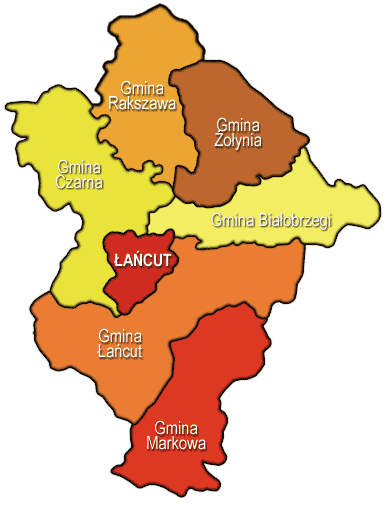 Gmina
Rakszawa
Gmina
Żołynia
Gmina
Czarna
Gmina Białobrzegi
ŁAŃCUT
Gmina
Łańcut
Gmina
Markowa